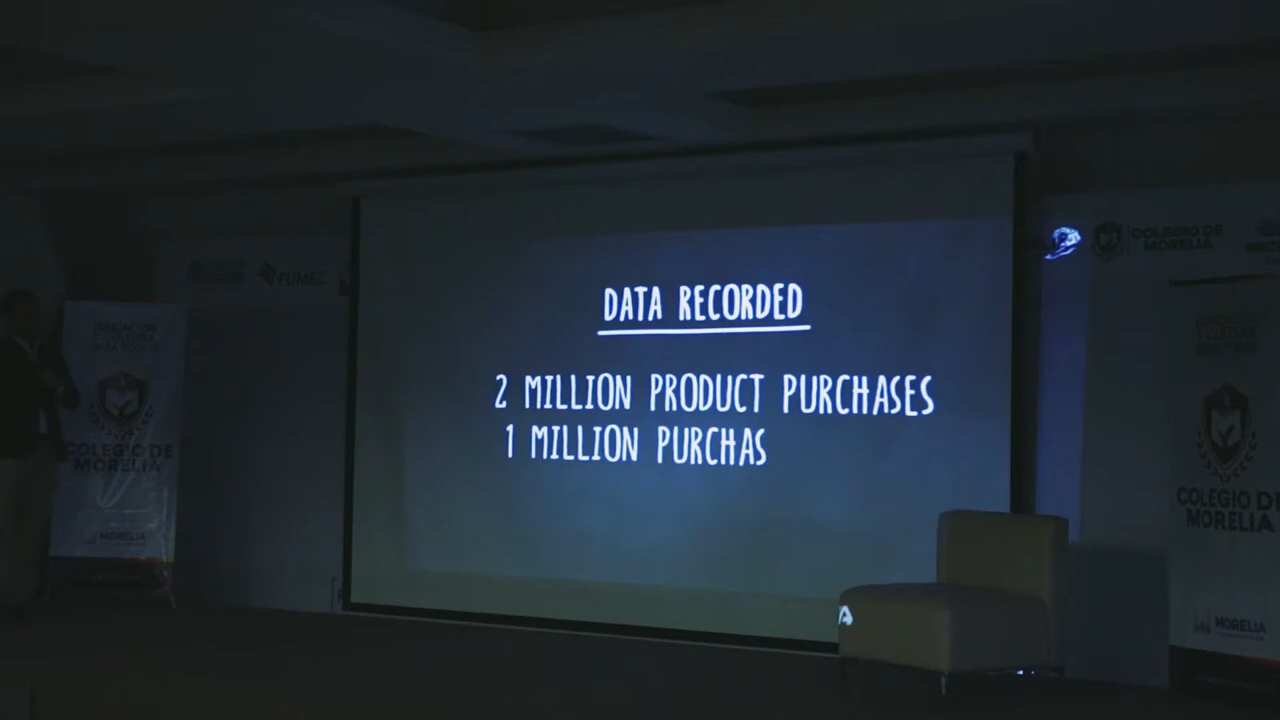 DATA RECORDED
2 MILLION PRODUCT PURCHASES
1 MILLION PURCHAS
FUMEC
COLEGIO DE
MORELIA
EDUCACIÓN
COLEGIO DE
MORELIA
MORELIA
COLEGIO DE
MORELIA
MORELIA